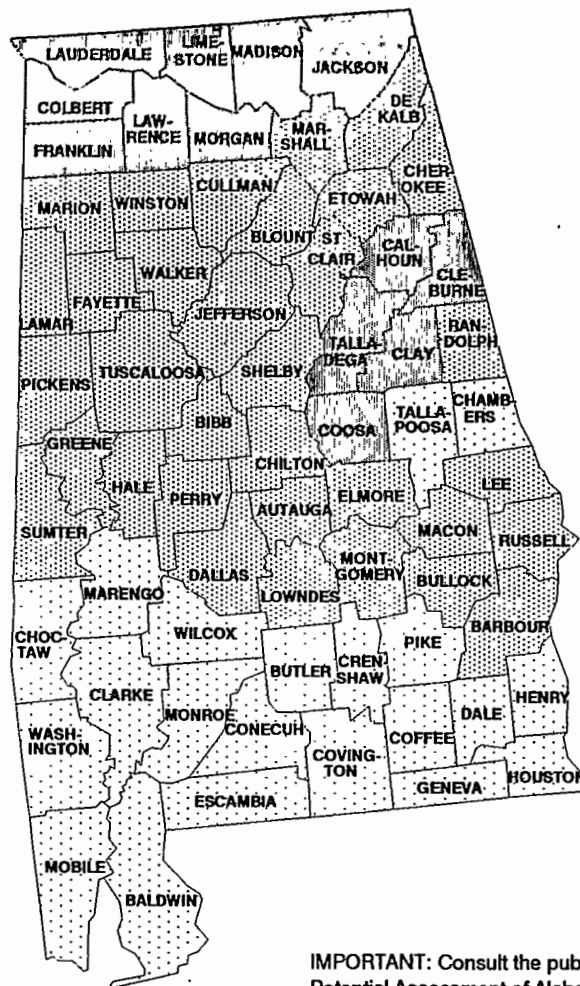 LAUDERDALE
LIME-
STONE
MADISON
JACKSON
COLBERT
LAW-
RENCE
FRANKLIN
MORGAN
MAR-
SHALL
DE
KALB
CHER-
OKEE
MARION
WINSTON
CULLMAN
ETOWAH
BLOUNT
ST
CLAIR
CAL-
HOUN
CLE-
BURNE
WALKER
FAYETTE
LAMAR
JEFFERSON
TALLA-
DEGA
CLAY
RAN-
DOLPH
PICKENS
TUSCALOOSA
SHELBY
BIBB
COOSA
TALLA-
POOSA
CHAMB-
ERS
GREENE
HALE
PERRY
CHILTON
ELMORE
LEE
SUMTER
AUTAUGA
MACON
RUSSELL
DALLAS
LOWNDES
MONT-
GOMERY
BULLOCK
MARENGO
CHOC-
TAW
WILCOX
BUTLER
CREN-
SHAW
PIKE
BARBOUR
CLARKE
MONROE
CONECUH
COFFEE
DALE
HENRY
WASH-
INGTON
COVING-
TON
HOUSTON
ESCAMBIA
GENEVA
MOBILE
BALDWIN
IMPORTANT: Consult the pub